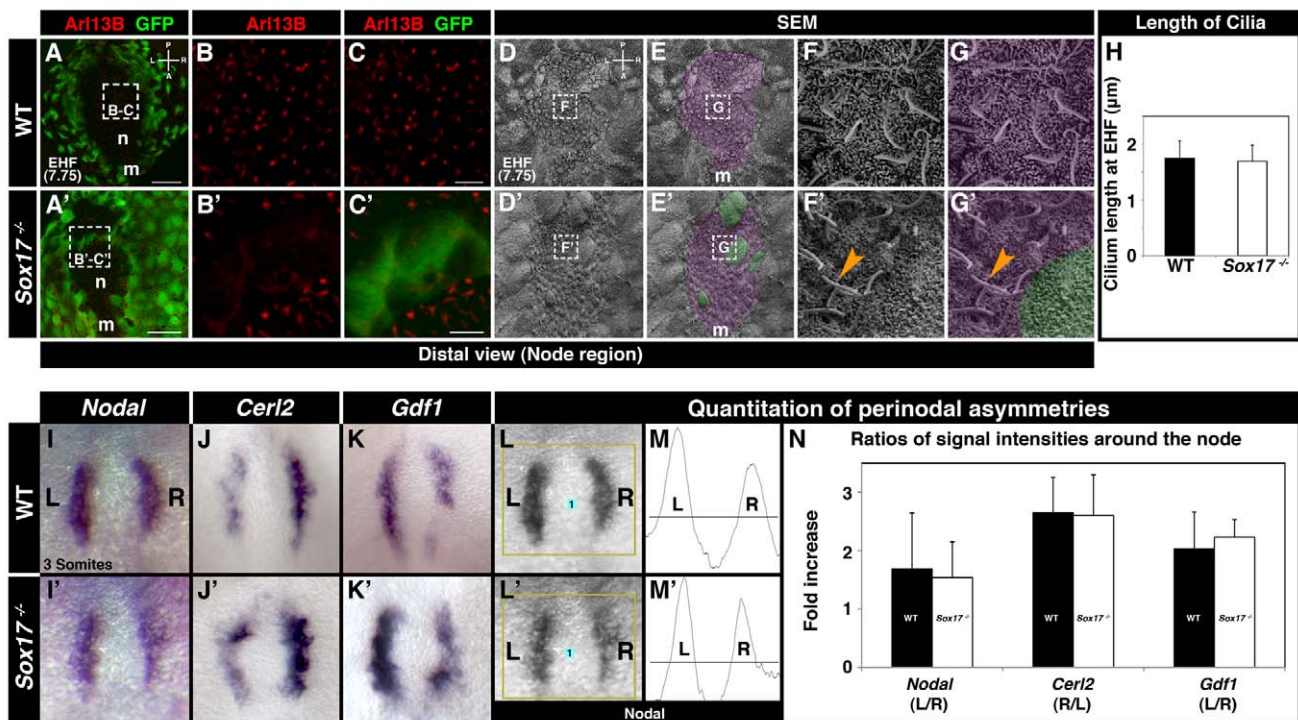 Arl13B GFP Arl13B Arl13B GFP SEM Length of Cilia
WT
A P L R A B-C n m EHF (7.75)
B
C
D P L R A F EHF (7.75)
E G m
F
G
H
Cilium length at EHF (µm)
2
1
0
WT Sox17 -/-
Sox17 -/-
A' B'-C' n m
B'
C'
D' F'
E' G' m
F'
G'
Distal view (Node region)
Nodal Cerl2 Gdf1 Quantitation of perinodal asymmetries
WT
I L R 3 Somites
J
K
L L 1 R
M L R
N Ratios of signal intensities around the node
Fold increase
3
2
1
0
WT Sox17 -/- WT Sox17 -/- WT Sox17 -/-
Nodal Cerl2 Gdf1
(L/R) (R/L) (L/R)
Sox17 -/-
I'
J'
K'
L' L 1 R
M' L R
Nodal